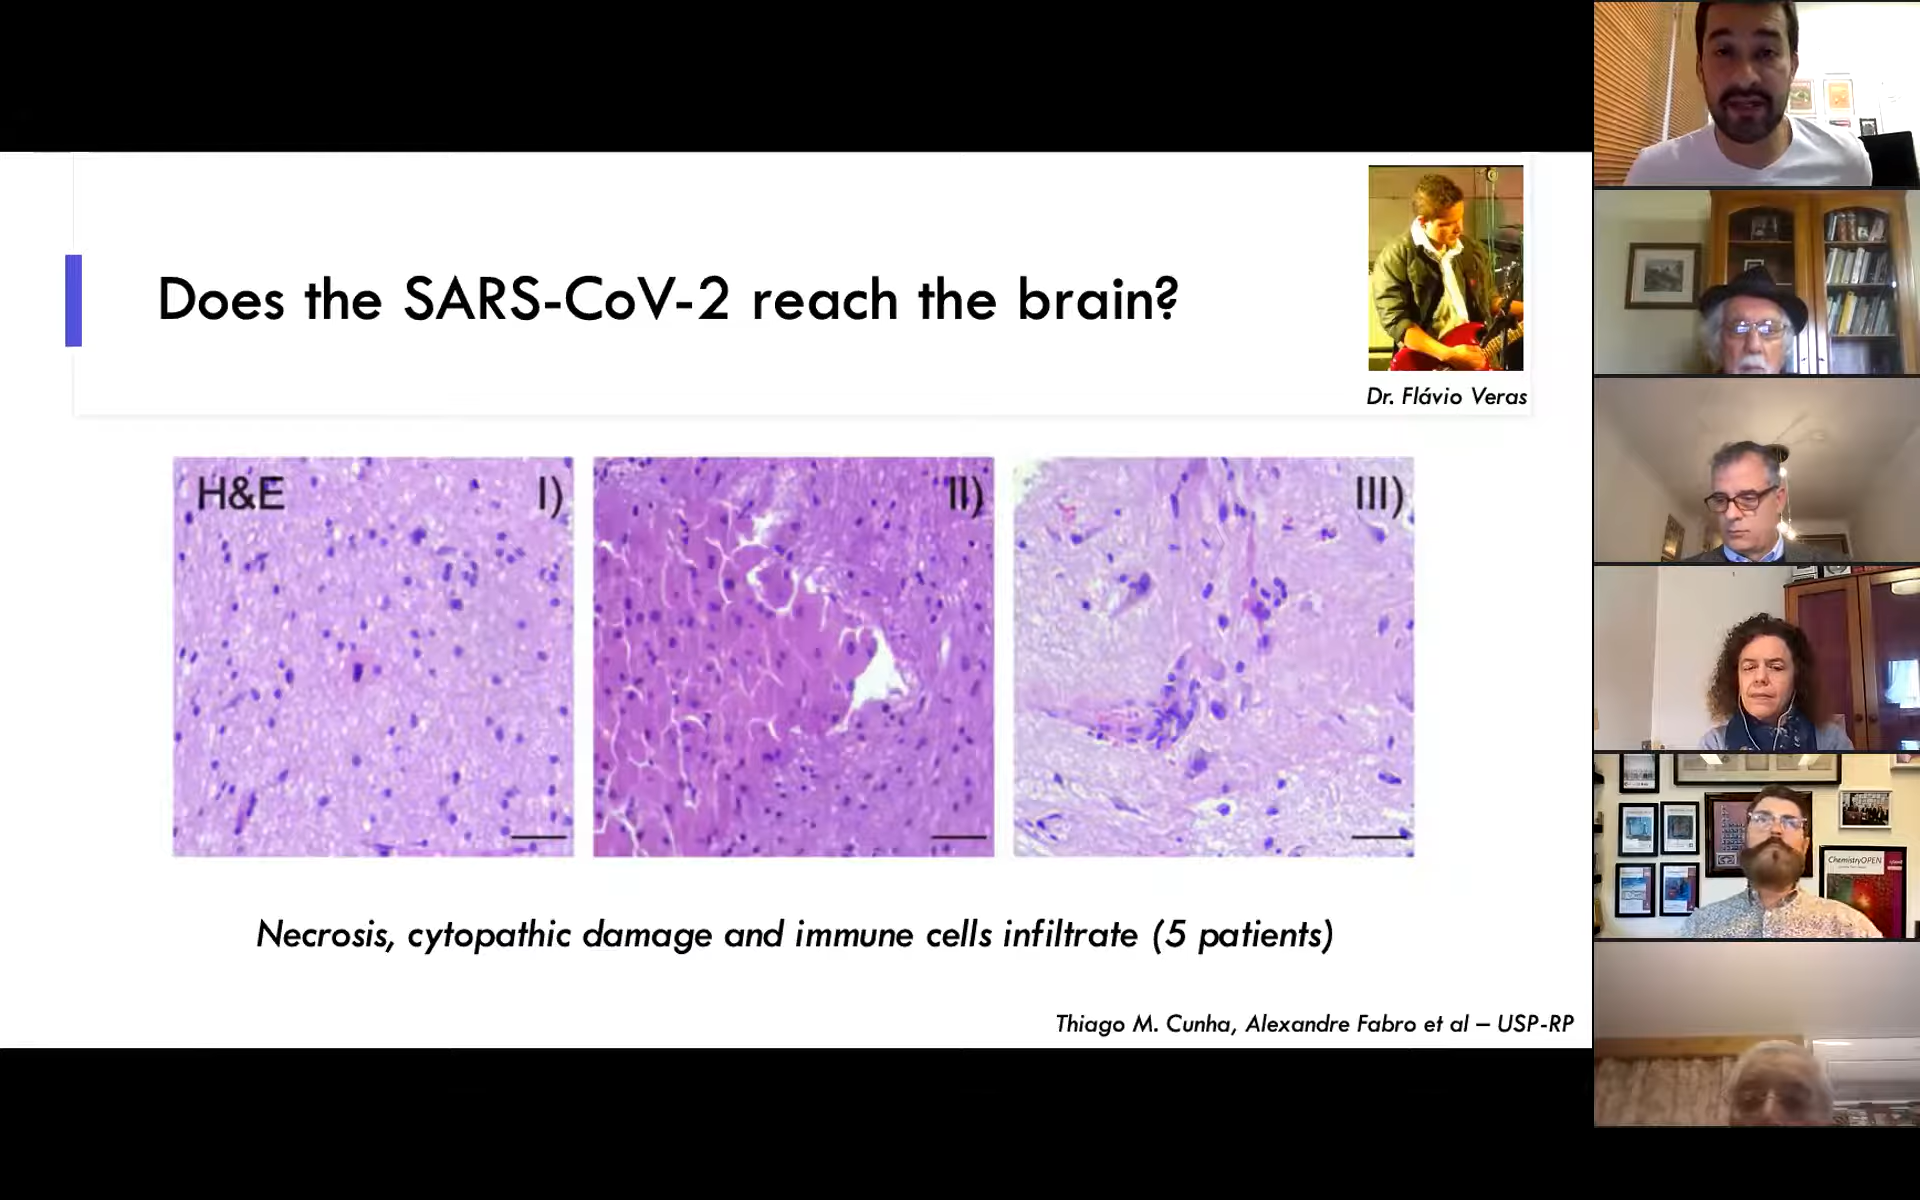 Does the SARS-CoV-2 reach the brain?
Dr. Flávio Veras
H&E
I)
II)
III)
Necrosis, cytopathic damage and immune cells infiltrate (5 patients)
Thiago M. Cunha, Alexandre Fabro et al – USP-RP
ChemistryOPEN